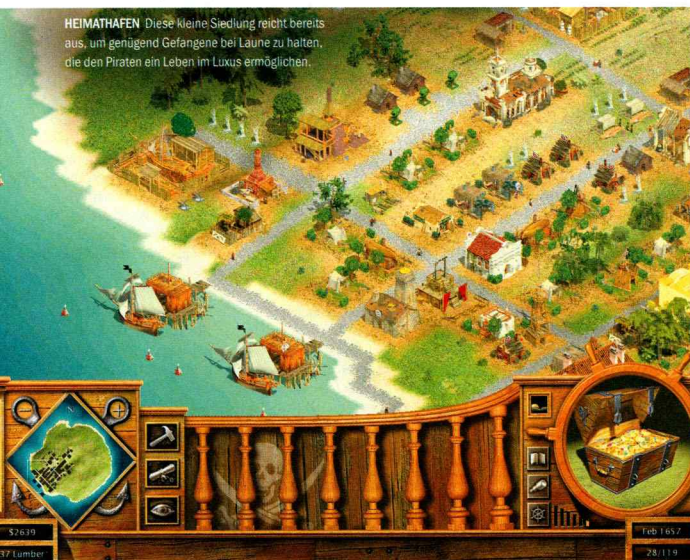 HEIMATHAFEN Diese kleine Siedlung reicht bereits
aus, um genügend Gefangene bei Laune zu halten,
die den Piraten ein Leben im Luxus ermöglichen.
$2639
37 Lumber
Feb 1657
28/119